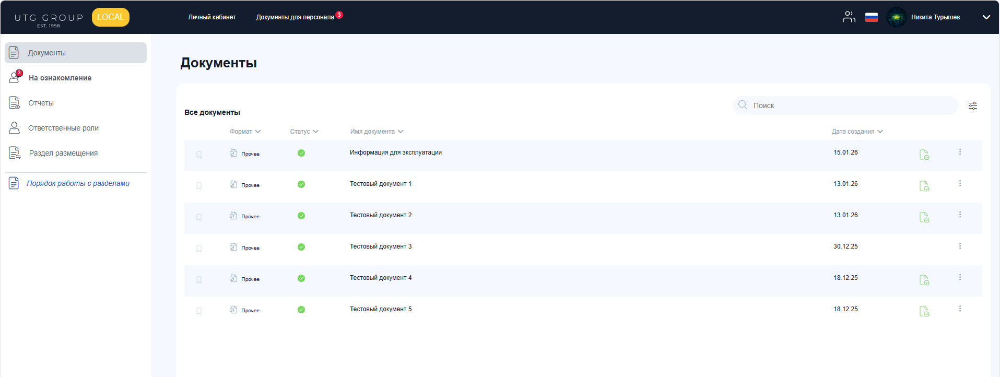 UTG GROUP
EST. 1998
LOCAL
Личный кабинет
Документы для персонала 3
Никита Турышев
Документы
3
На ознакомление
Отчеты
Ответственные роли
Раздел размещения
Порядок работы с разделами
Документы
Все документы
Поиск
Формат Статус Имя документа Дата создания
Прочее Информация для эксплуатации 15.01.26
Прочее Тестовый документ 1 13.01.26
Прочее Тестовый документ 2 13.01.26
Прочее Тестовый документ 3 30.12.25
Прочее Тестовый документ 4 18.12.25
Прочее Тестовый документ 5 18.12.25